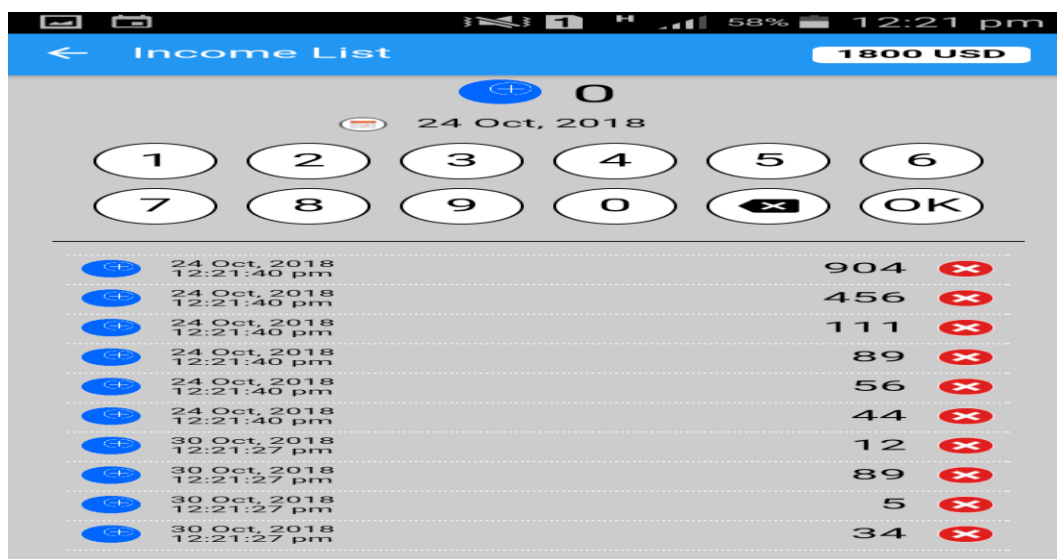 1 H 58% 12:21 pm
Income List 1800 USD
0
24 Oct, 2018
1 2 3 4 5 6
7 8 9 0 OK
24 Oct, 2018
12:21:40 pm 904
24 Oct, 2018
12:21:40 pm 456
24 Oct, 2018
12:21:40 pm 111
24 Oct, 2018
12:21:40 pm 89
24 Oct, 2018
12:21:40 pm 56
24 Oct, 2018
12:21:40 pm 44
30 Oct, 2018
12:21:27 pm 12
30 Oct, 2018
12:21:27 pm 89
30 Oct, 2018
12:21:27 pm 5
30 Oct, 2018
12:21:27 pm 34